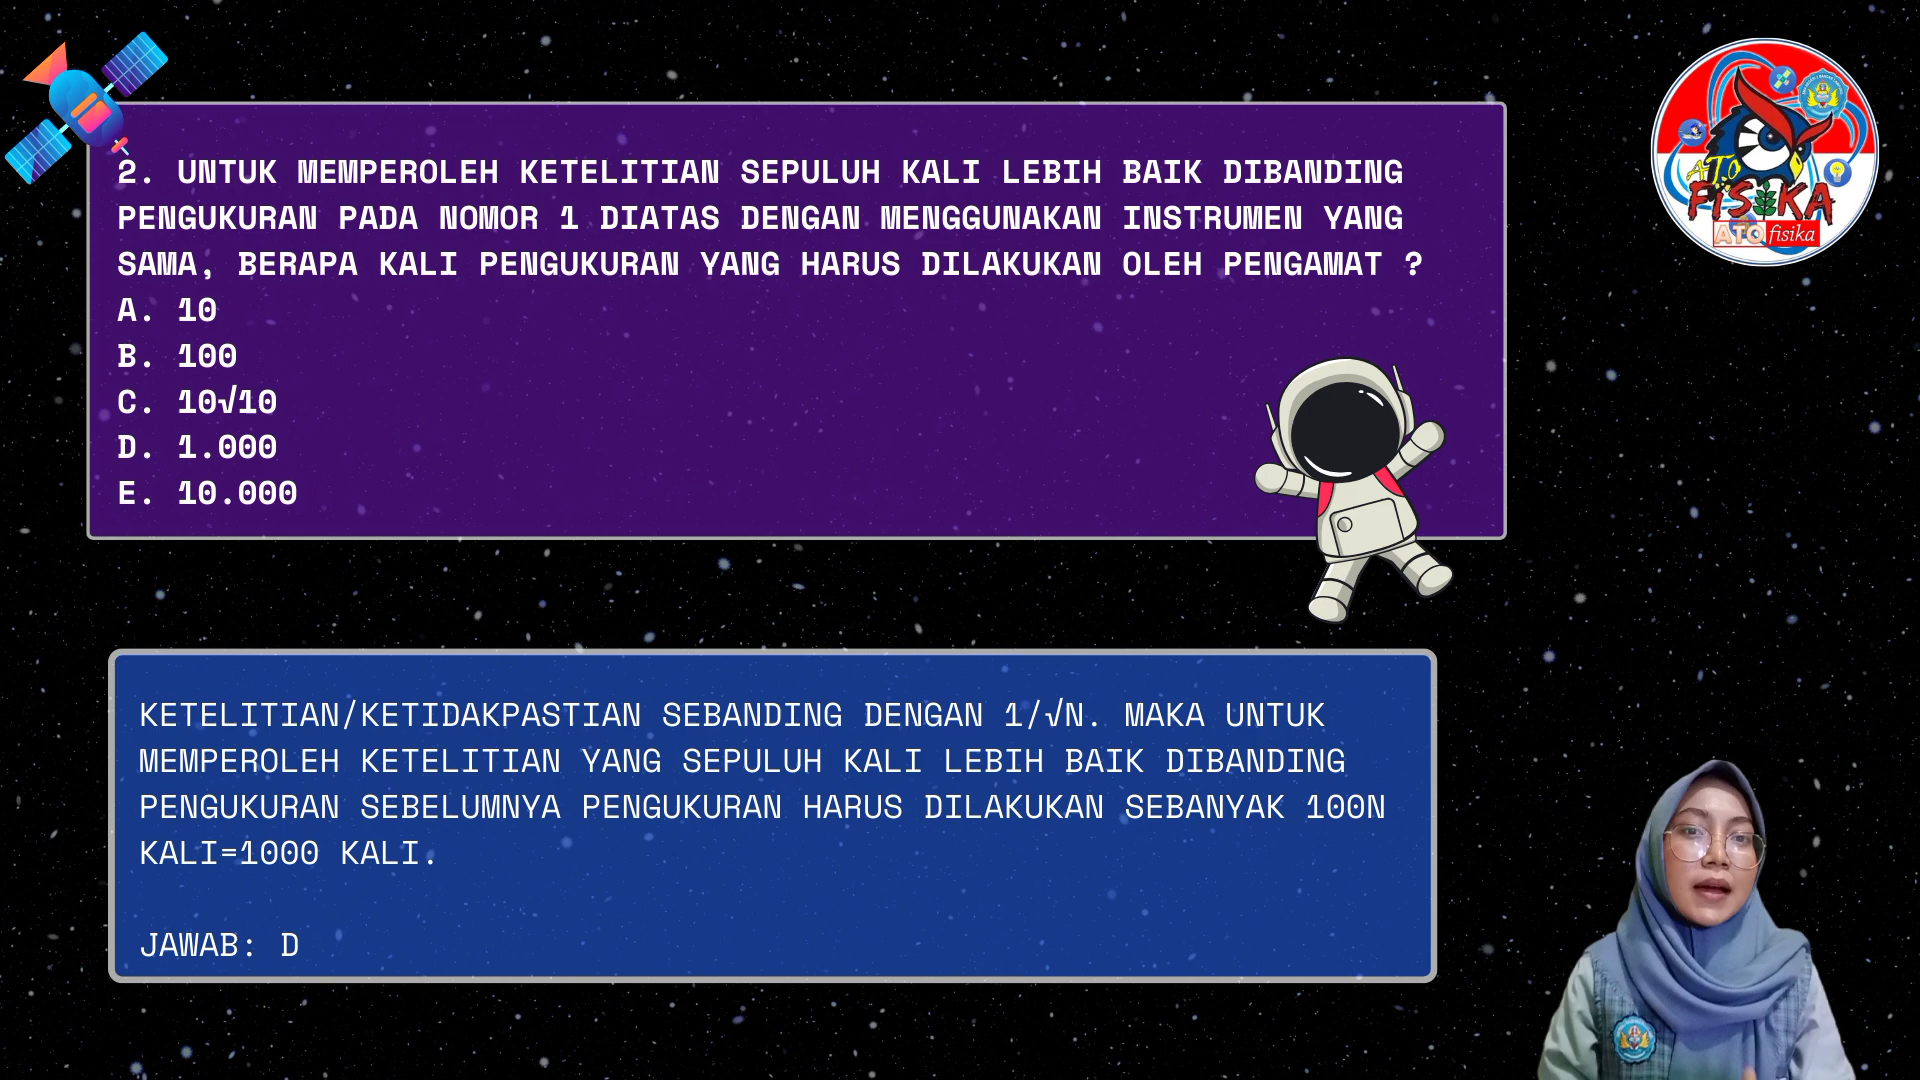 2. UNTUK MEMPEROLEH KETELITIAN SEPULUH KALI LEBIH BAIK DIBANDING
PENGUKURAN PADA NOMOR 1 DIATAS DENGAN MENGGUNAKAN INSTRUMEN YANG
SAMA, BERAPA KALI PENGUKURAN YANG HARUS DILAKUKAN OLEH PENGAMAT ?
A. 10
B. 100
C. 10√10
D. 1.000
E. 10.000
ATO
FISIKA
ATO fisika
KETELITIAN/KETIDAKPASTIAN SEBANDING DENGAN 1/√N. MAKA UNTUK
MEMPEROLEH KETELITIAN YANG SEPULUH KALI LEBIH BAIK DIBANDING
PENGUKURAN SEBELUMNYA PENGUKURAN HARUS DILAKUKAN SEBANYAK 100N
KALI=1000 KALI.
JAWAB: D